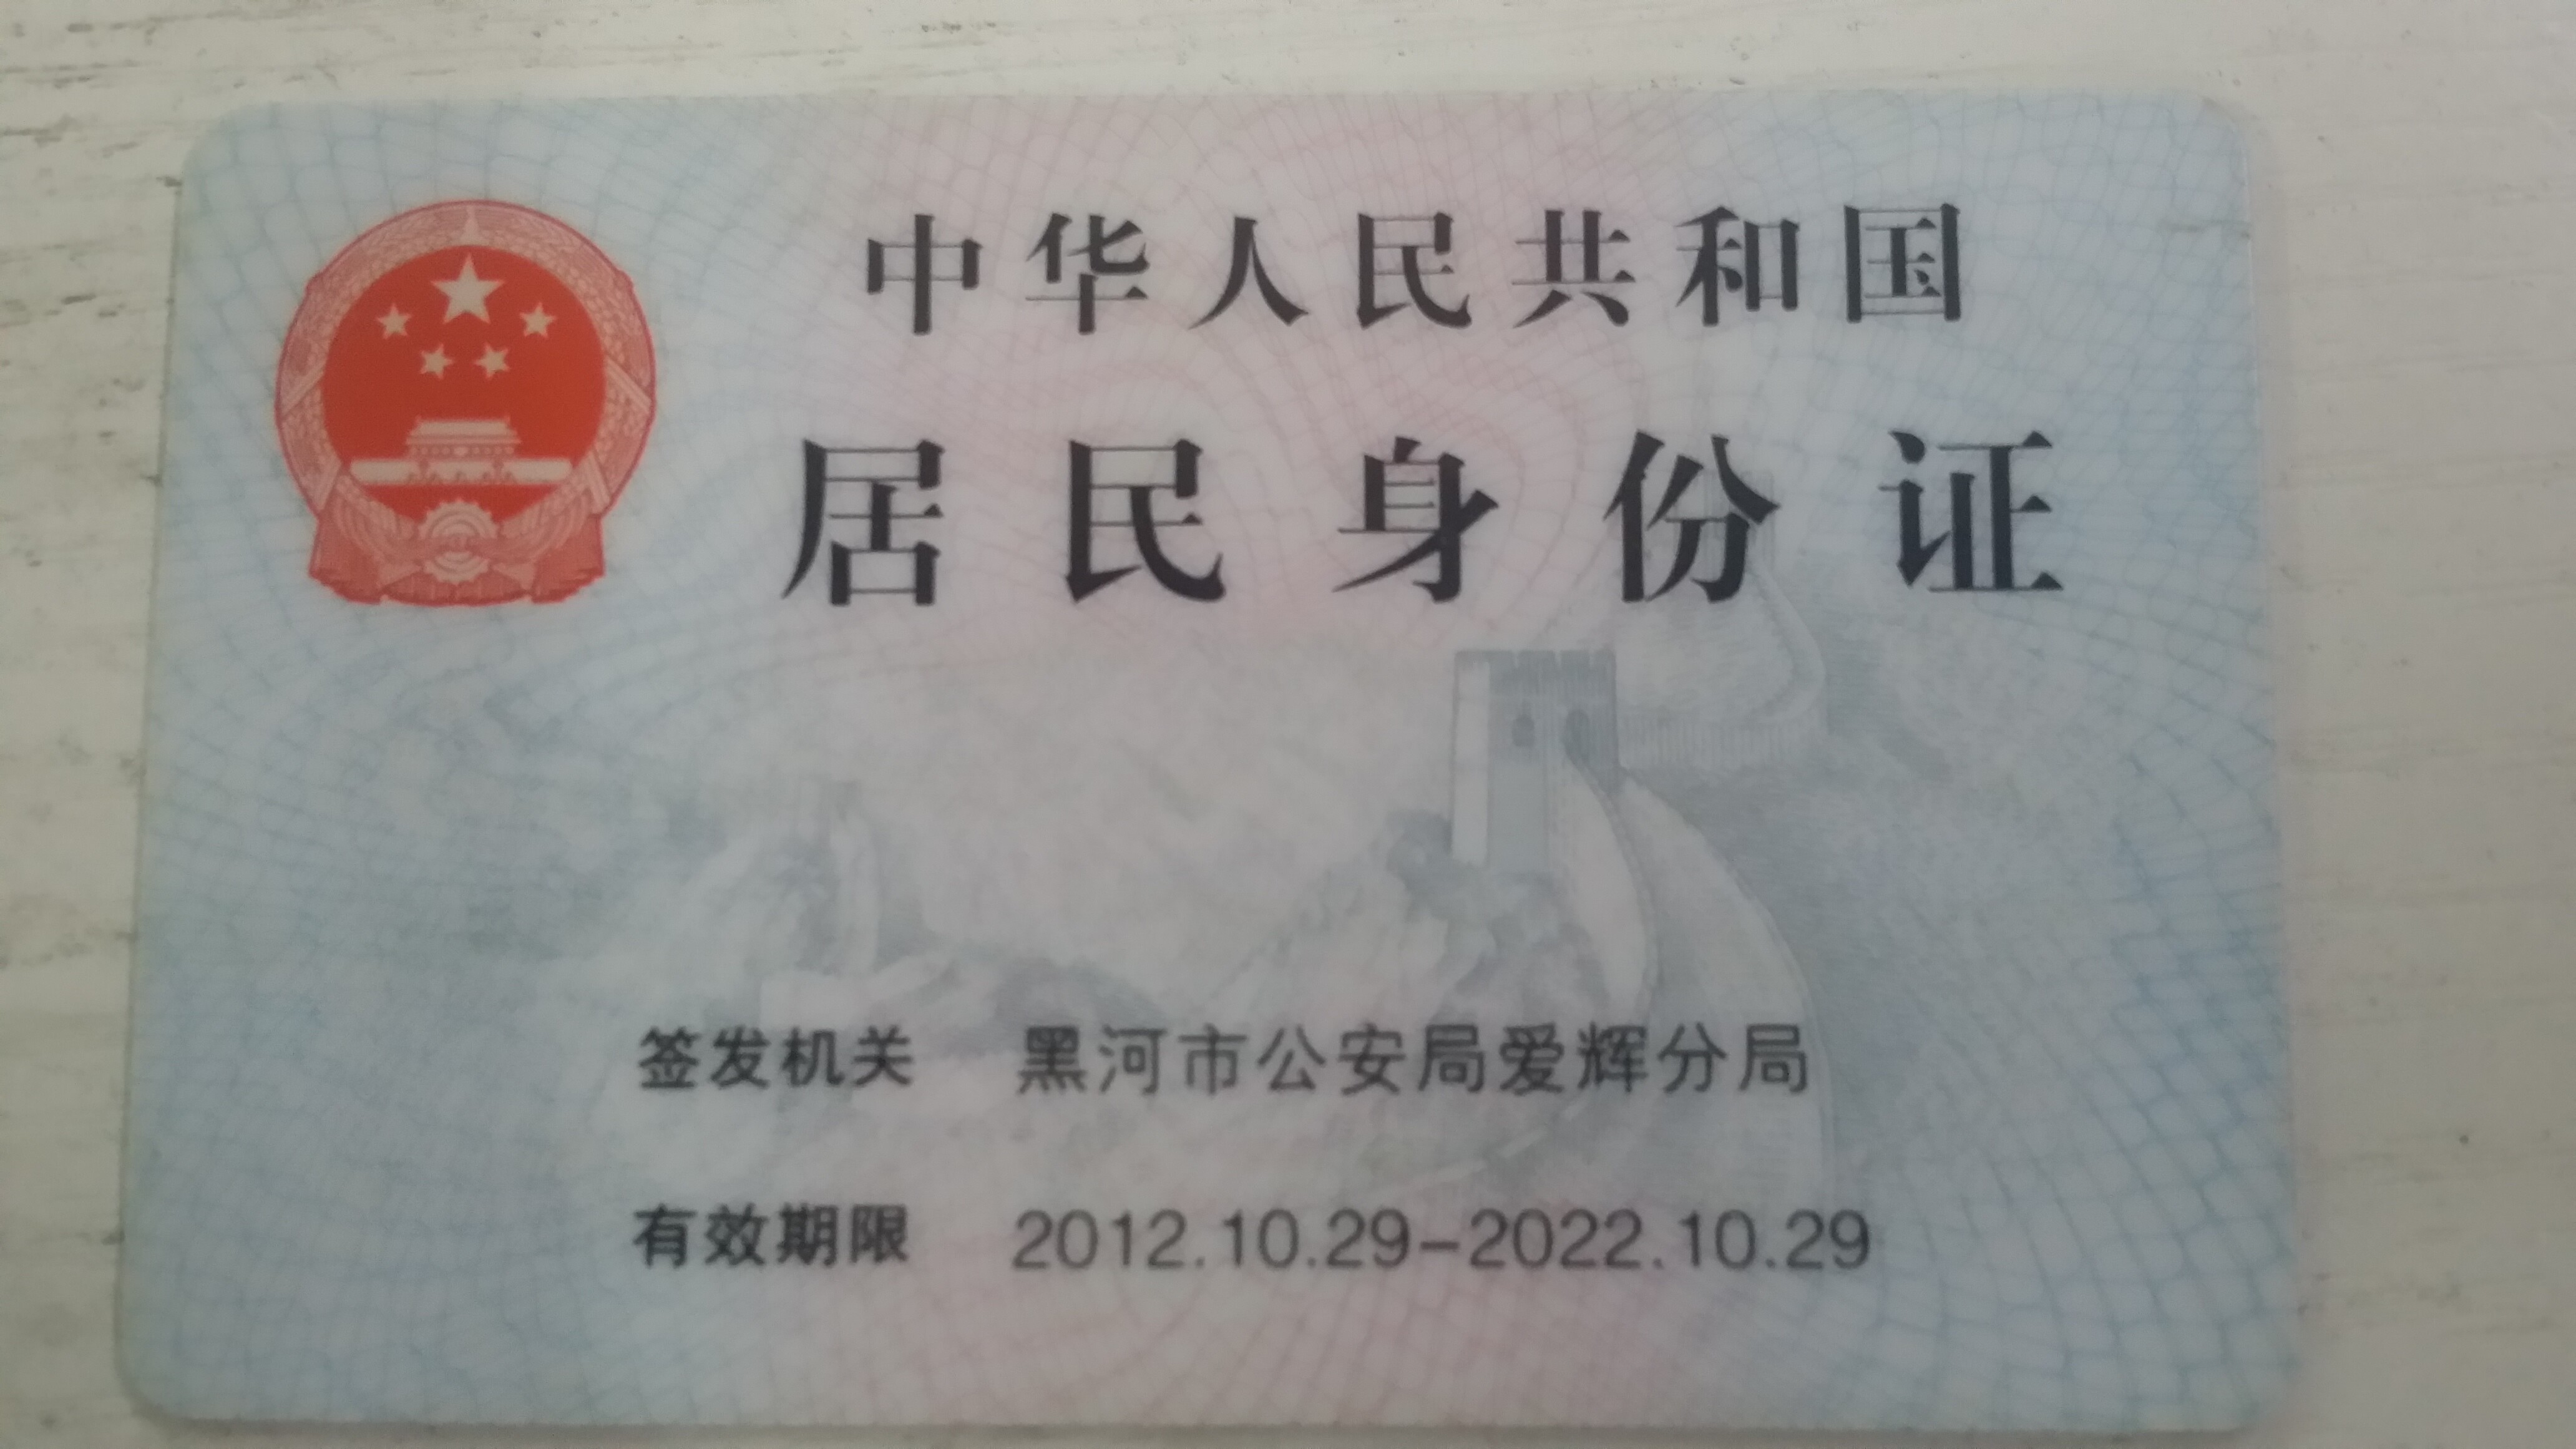 中华人民共和国
居民身份证
签发机关 黑河市公安局爱辉分局
有效期限 2012.10.29-2022.10.29